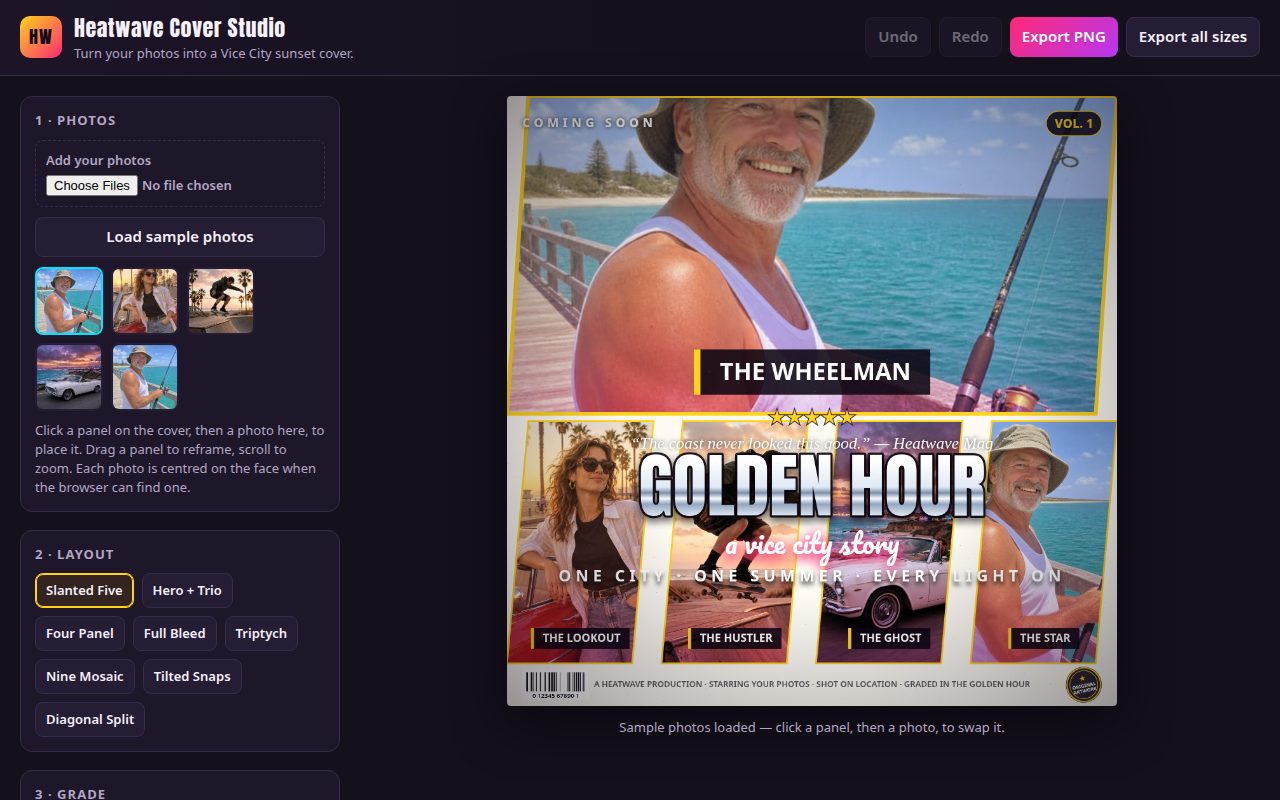 HW
Heatwave Cover Studio
Turn your photos into a Vice City sunset cover.
Undo
Redo
Export PNG
Export all sizes
1 · PHOTOS
Add your photos
Choose Files No file chosen
Load sample photos
Click a panel on the cover, then a photo here, to
place it. Drag a panel to reframe, scroll to
zoom. Each photo is centred on the face when
the browser can find one.
2 · LAYOUT
Slanted Five
Hero + Trio
Four Panel
Full Bleed
Triptych
Nine Mosaic
Tilted Snaps
Diagonal Split
3 · GRADE
COMING SOON
VOL. 1
THE WHEELMAN
“The coast never looked this good.” — Heatwave Mag
GOLDEN HOUR
a vice city story
ONE CITY · ONE SUMMER · EVERY LIGHT ON
THE LOOKOUT
THE HUSTLER
THE GHOST
THE STAR
0 12345 67890 1
A HEATWAVE PRODUCTION · STARRING YOUR PHOTOS · SHOT ON LOCATION · GRADED IN THE GOLDEN HOUR
ORIGINAL
ARTWORK
Sample photos loaded — click a panel, then a photo, to swap it.